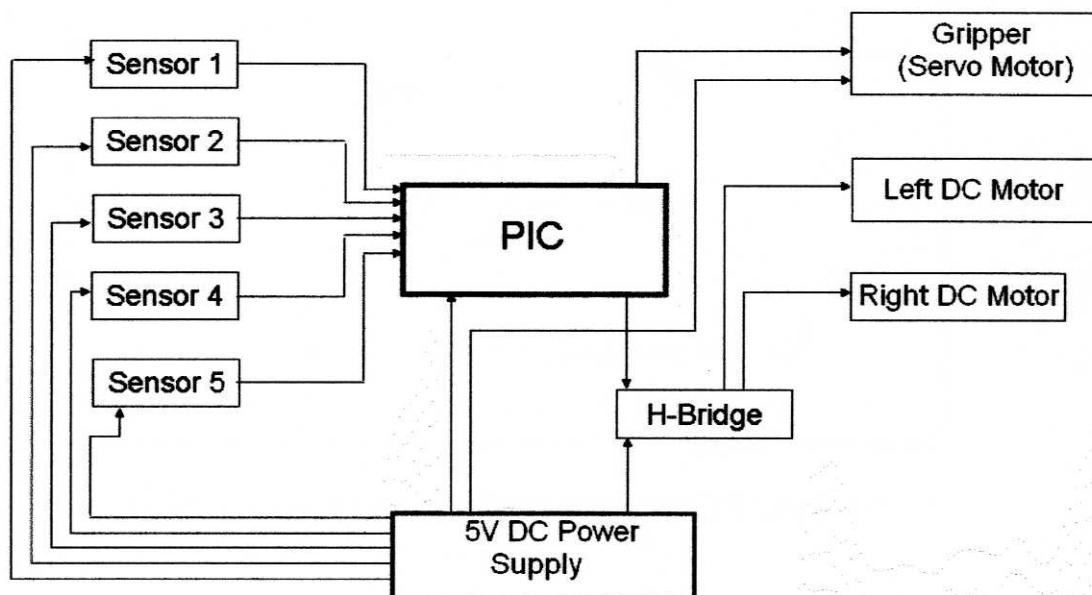 Sensor 1
Sensor 2
Sensor 3
Sensor 4
Sensor 5
PIC
Gripper
(Servo Motor)
Left DC Motor
Right DC Motor
H-Bridge
5V DC Power
Supply